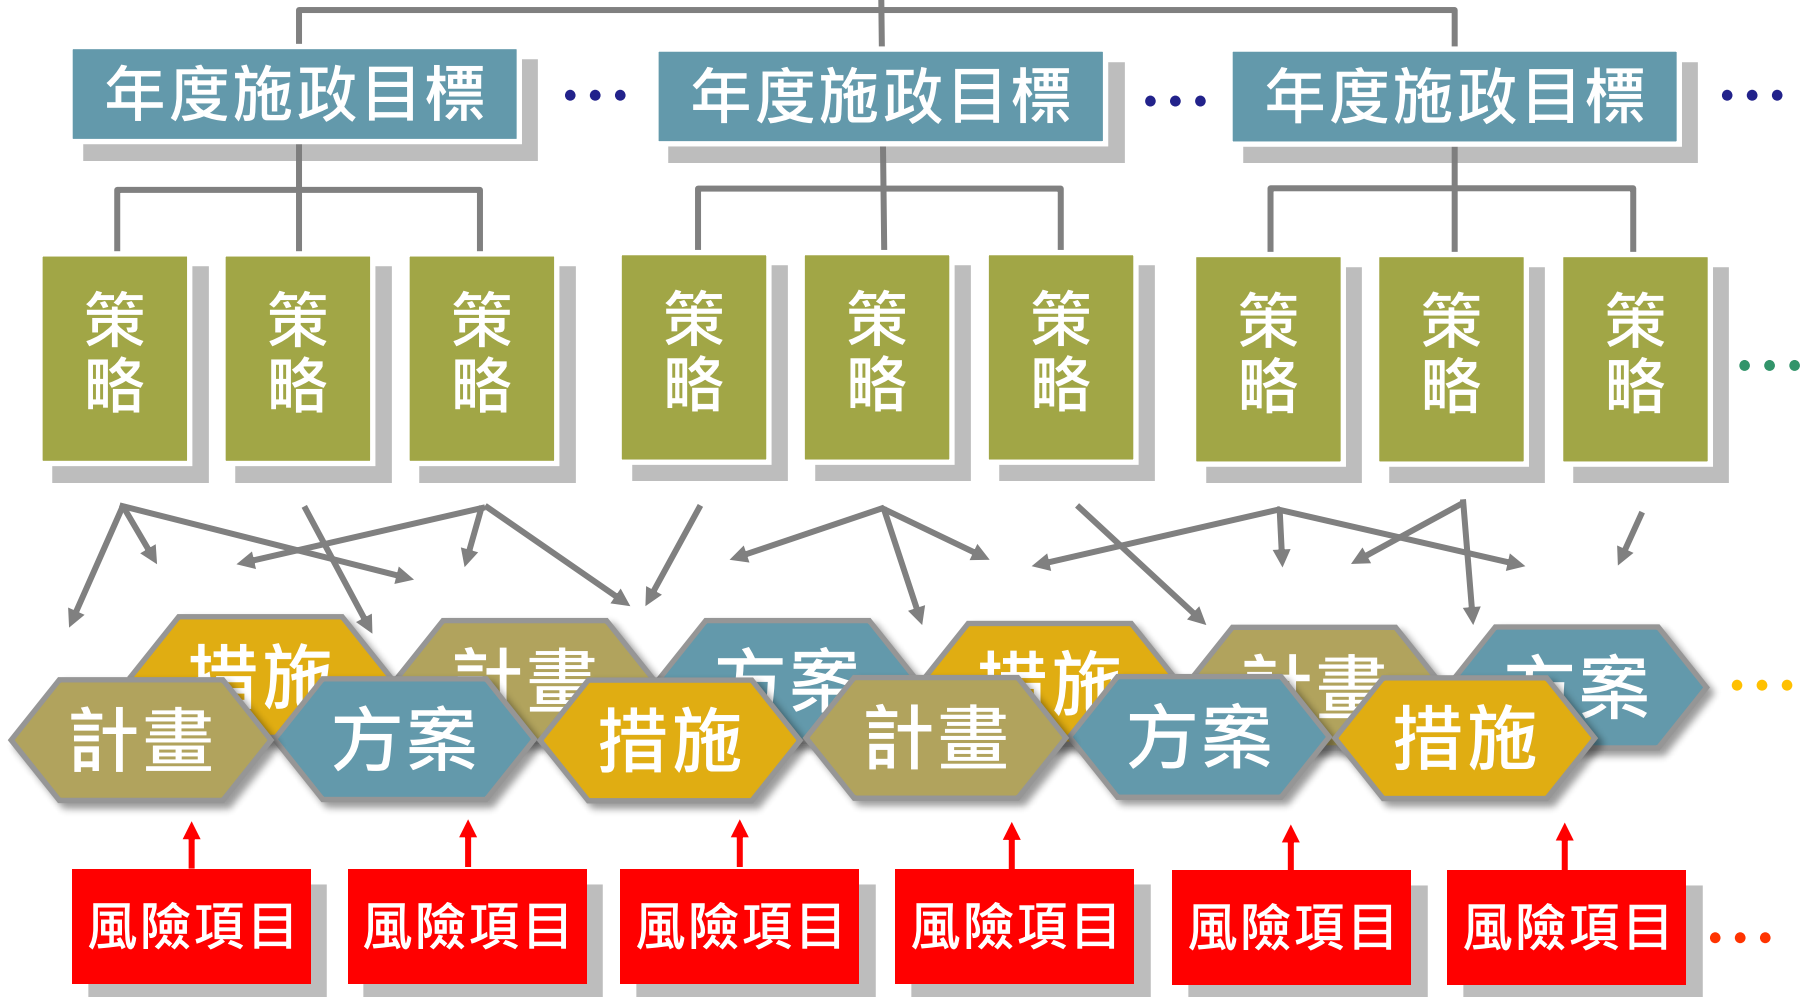 年度施政目標 ••• 年度施政目標 ••• 年度施政目標 •••
策略 策略 策略 策略 策略 策略 策略 策略 策略 •••
措施 計畫 方案 措施 計畫 方案 •••
計畫 方案 措施 計畫 方案 措施
風險項目 風險項目 風險項目 風險項目 風險項目 風險項目 •••